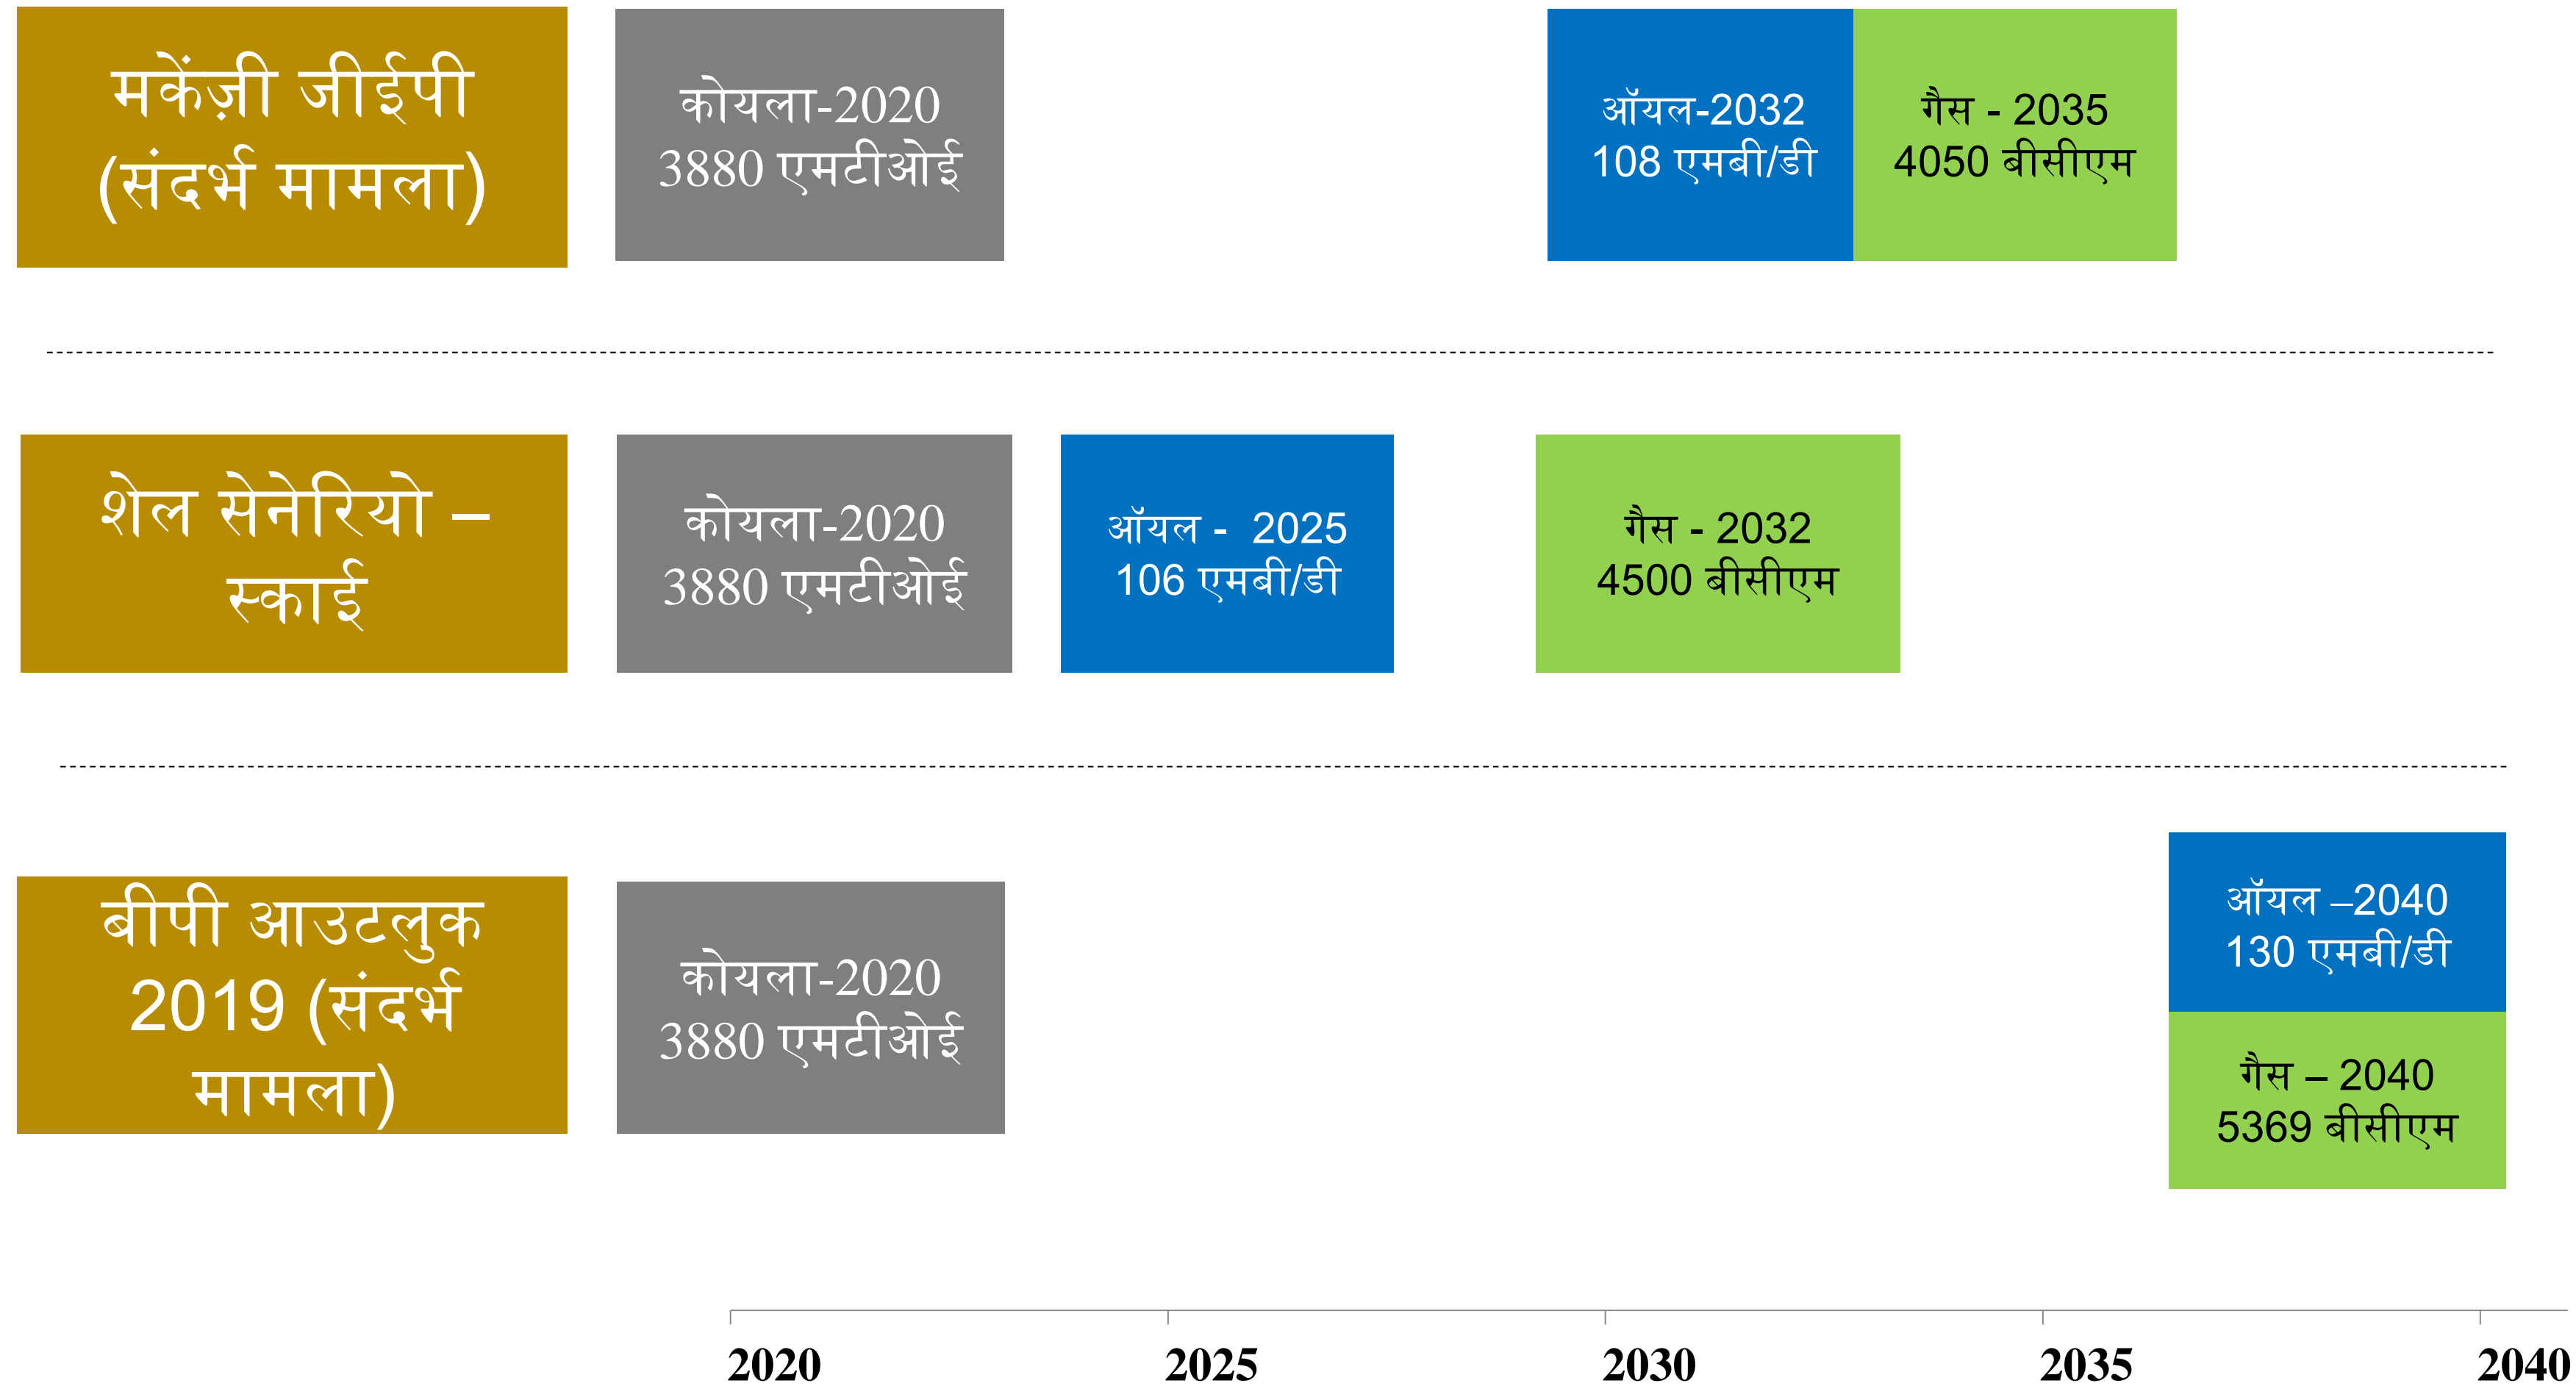 मकेंज़ी जीईपी
(संदर्भ मामला)
कोयला-2020
3880 एमटीओई
ऑयल-2032
108 एमबी/डी
गैस - 2035
4050 बीसीएम
शेल सेनेरियो –
स्काई
कोयला-2020
3880 एमटीओई
ऑयल - 2025
106 एमबी/डी
गैस - 2032
4500 बीसीएम
बीपी आउटलुक
2019 (संदर्भ
मामला)
कोयला-2020
3880 एमटीओई
ऑयल –2040
130 एमबी/डी
गैस – 2040
5369 बीसीएम
2020 2025 2030 2035 2040